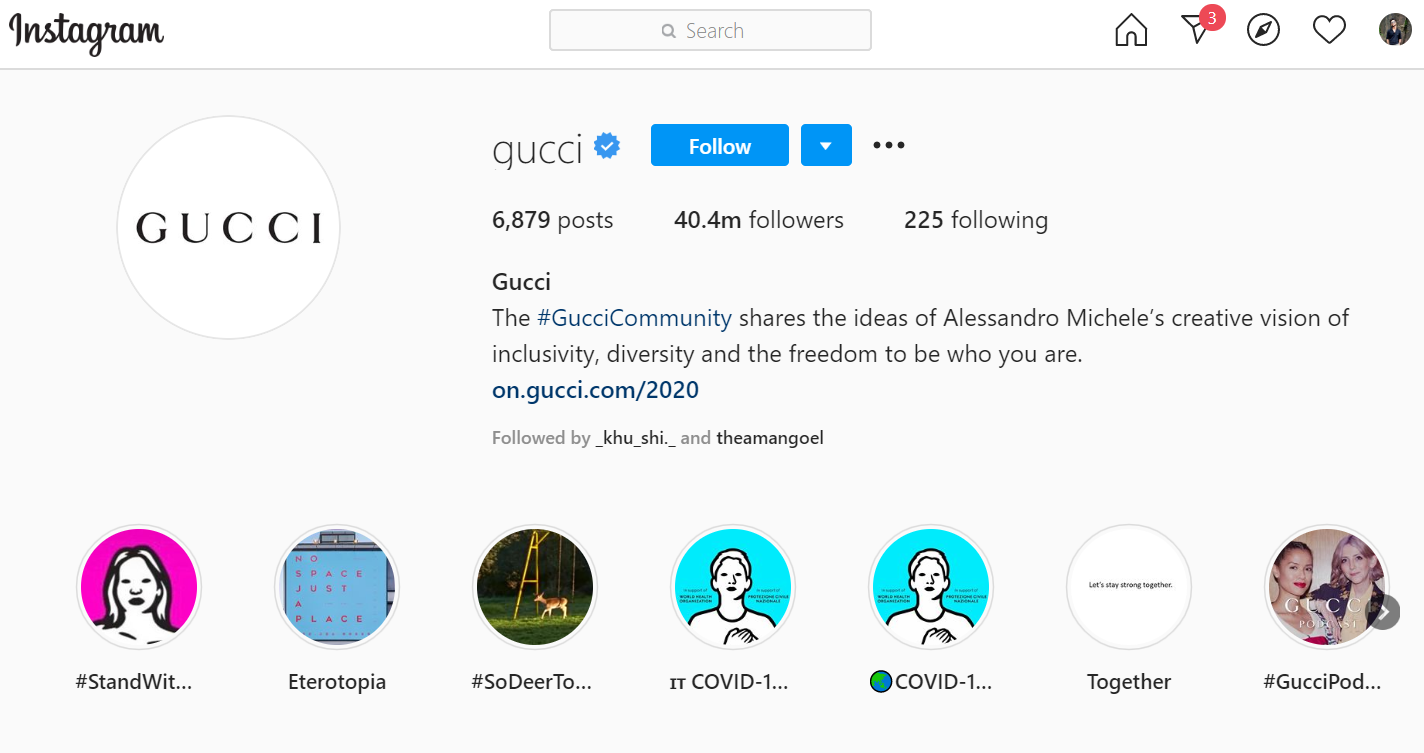 Instagram
Search
3
gucci
Follow
6,879 posts
40.4m followers
225 following
GUCCI
Gucci
The #GucciCommunity shares the ideas of Alessandro Michele‘s creative vision of
inclusivity, diversity and the freedom to be who you are.
on.gucci.com/2020
Followed by _khu_shi._ and theamangoel
NO
SPACE
JUST
A
PLACE
In support of
WORLD HEALTH
ORGANIZATION
In support of
PROTEZIONE CIVILE
NAZIONALE
In support of
WORLD HEALTH
ORGANIZATION
In support of
PROTEZIONE CIVILE
NAZIONALE
Let's stay strong together.
GUCC
PODCAST
#StandWit...
Eterotopia
#SoDeerTo...
IT COVID-1...
COVID-1...
Together
#GucciPod...